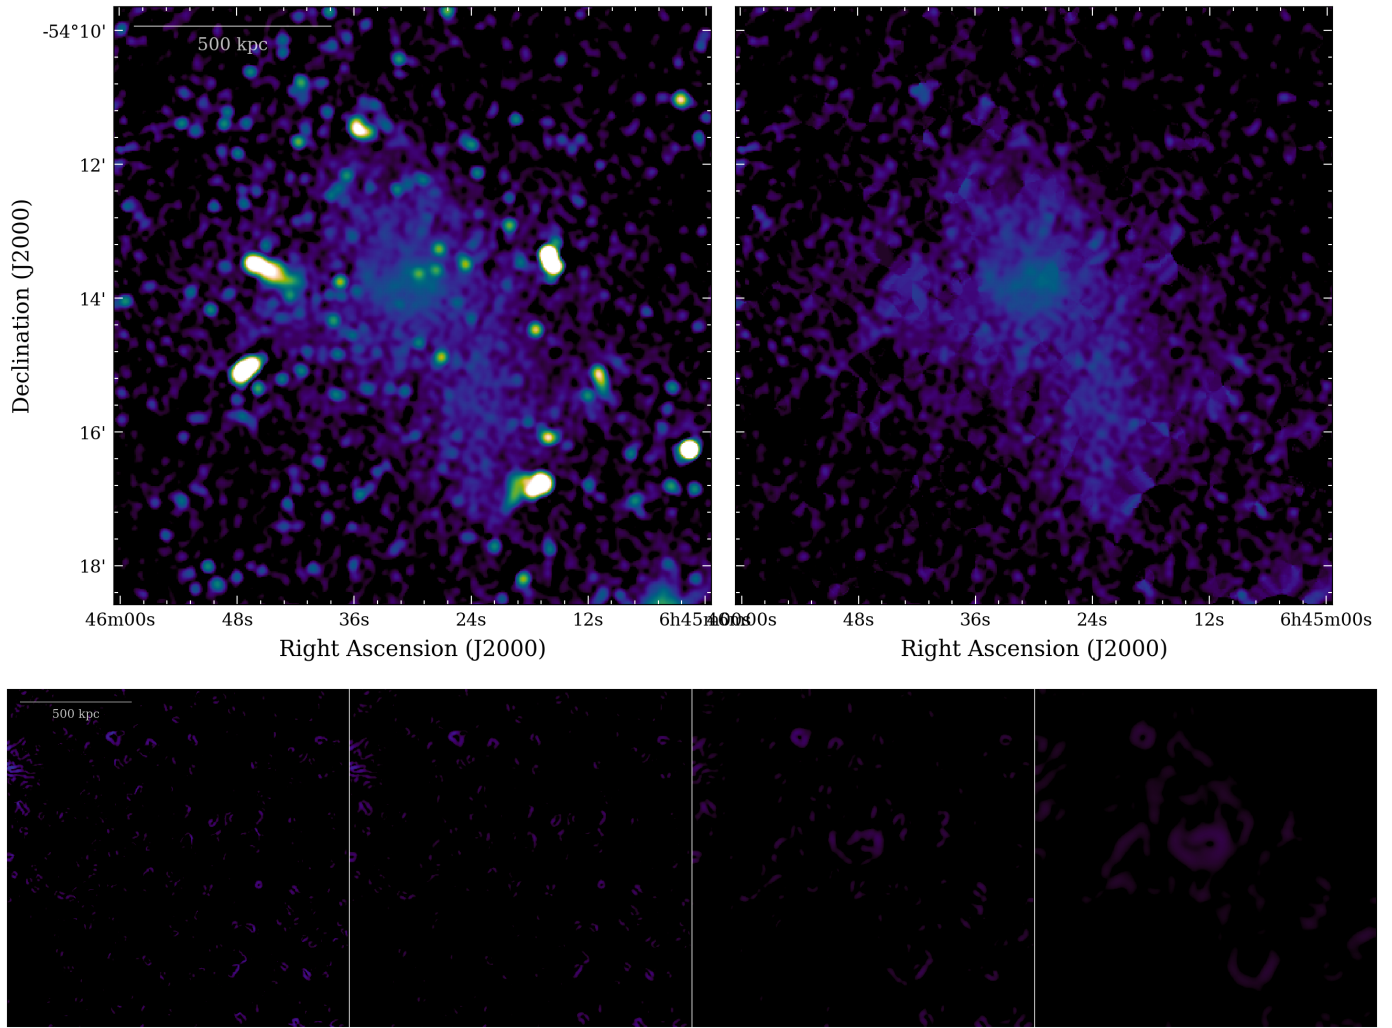 -54°10'
500 kpc
12'
14'
16'
18'
Declination (J2000)
46m00s 48s 36s 24s 12s 6h45m00s
46m00s 48s 36s 24s 12s 6h45m00s
Right Ascension (J2000) Right Ascension (J2000)
500 kpc